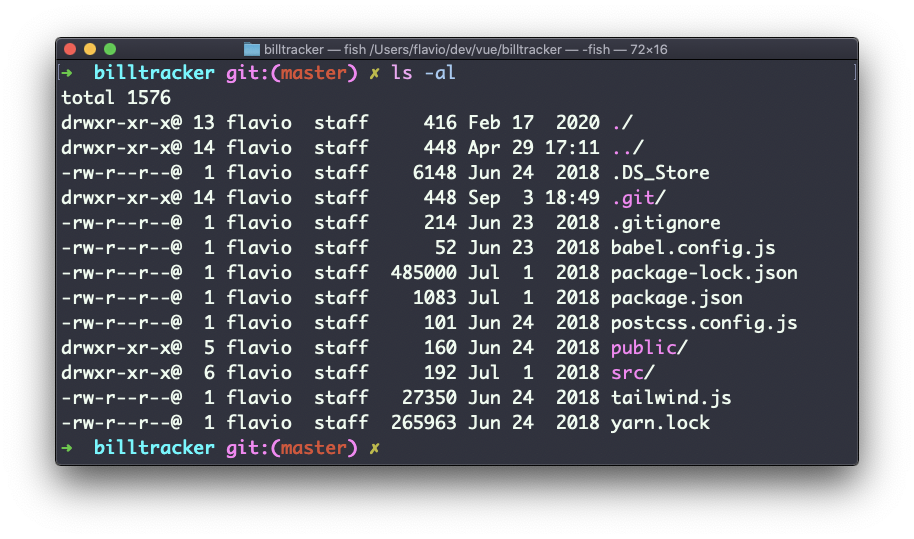 billtracker — fish /Users/flavio/dev/vue/billtracker — -fish — 72×16
➜  billtracker git:(master) ✗ ls -al
total 1576
drwxr-xr-x@ 13 flavio  staff     416 Feb 17  2020 ./
drwxr-xr-x@ 14 flavio  staff     448 Apr 29 17:11 ../
-rw-r--r--@  1 flavio  staff    6148 Jun 24  2018 .DS_Store
drwxr-xr-x@ 14 flavio  staff     448 Sep  3 18:49 .git/
-rw-r--r--@  1 flavio  staff     214 Jun 23  2018 .gitignore
-rw-r--r--@  1 flavio  staff      52 Jun 23  2018 babel.config.js
-rw-r--r--@  1 flavio  staff  485000 Jul  1  2018 package-lock.json
-rw-r--r--@  1 flavio  staff    1083 Jul  1  2018 package.json
-rw-r--r--@  1 flavio  staff     101 Jun 24  2018 postcss.config.js
drwxr-xr-x@  5 flavio  staff     160 Jun 24  2018 public/
drwxr-xr-x@  6 flavio  staff     192 Jul  1  2018 src/
-rw-r--r--@  1 flavio  staff   27350 Jun 24  2018 tailwind.js
-rw-r--r--@  1 flavio  staff  265963 Jun 24  2018 yarn.lock
➜  billtracker git:(master) ✗